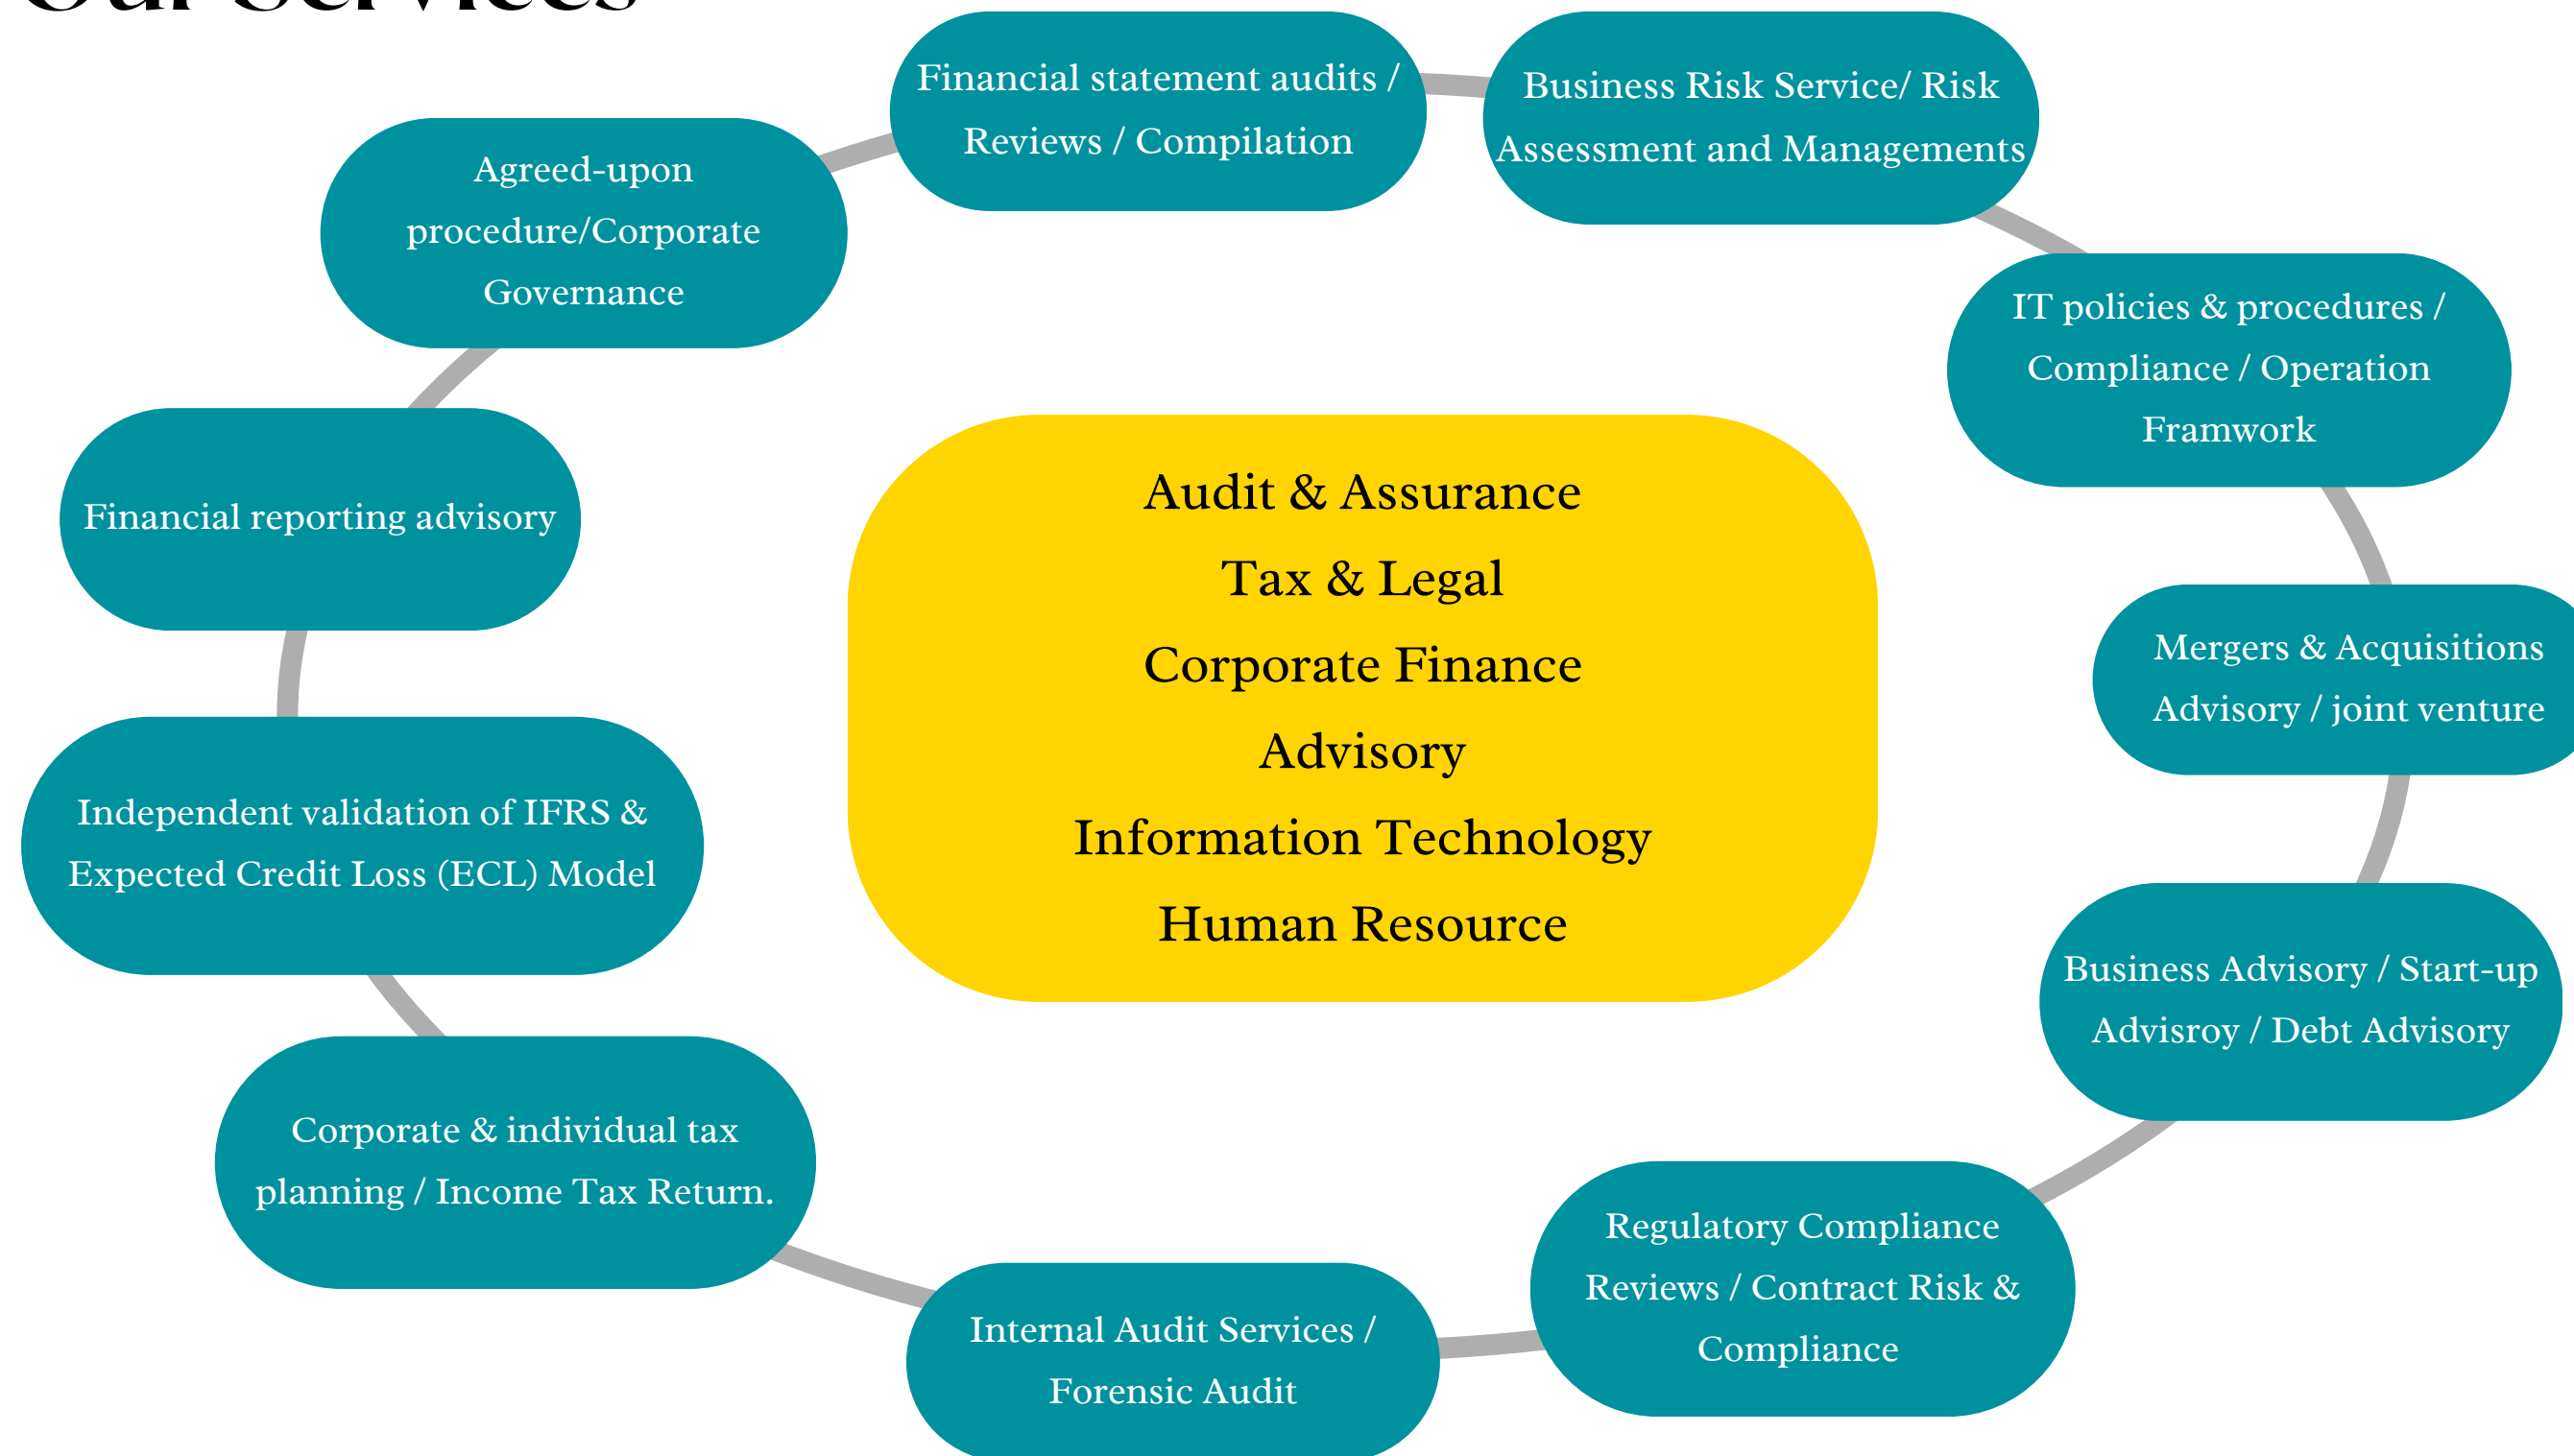 Our Services
Financial statement audits /
Reviews / Compilation
Business Risk Service/ Risk
Assessment and Managements
Agreed-upon
procedure/Corporate
Governance
IT policies & procedures /
Compliance / Operation
Framwork
Financial reporting advisory
Audit & Assurance
Tax & Legal
Corporate Finance
Advisory
Information Technology
Human Resource
Mergers & Acquisitions
Advisory / joint venture
Independent validation of IFRS &
Expected Credit Loss (ECL) Model
Business Advisory / Start-up
Advisroy / Debt Advisory
Corporate & individual tax
planning / Income Tax Return.
Regulatory Compliance
Reviews / Contract Risk &
Compliance
Internal Audit Services /
Forensic Audit